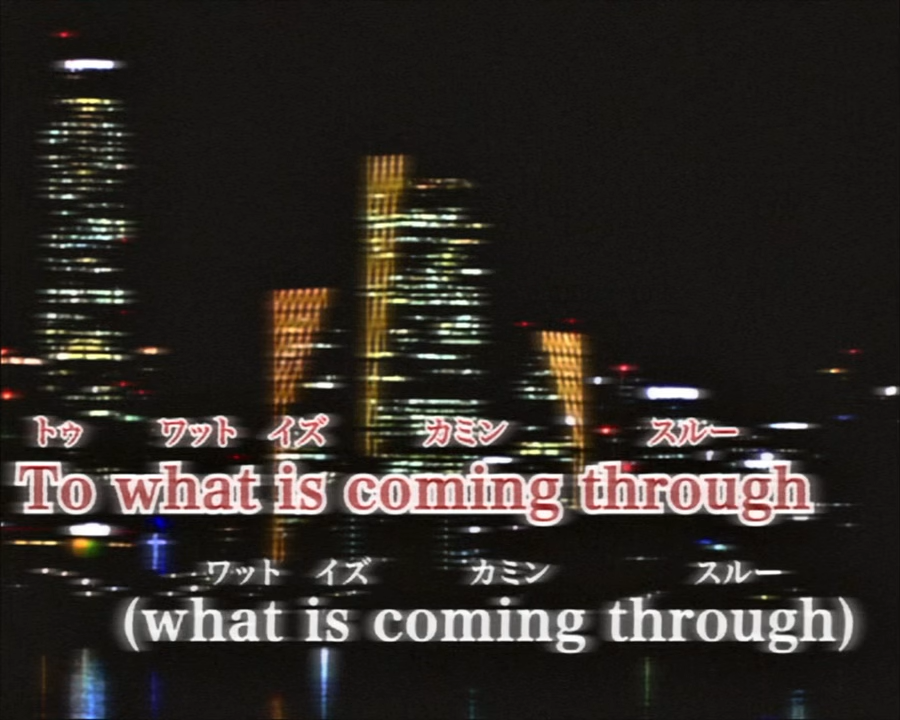 トゥ ワット イズ カミン スルー
To what is coming through
ワット イズ カミン スルー
(what is coming through)